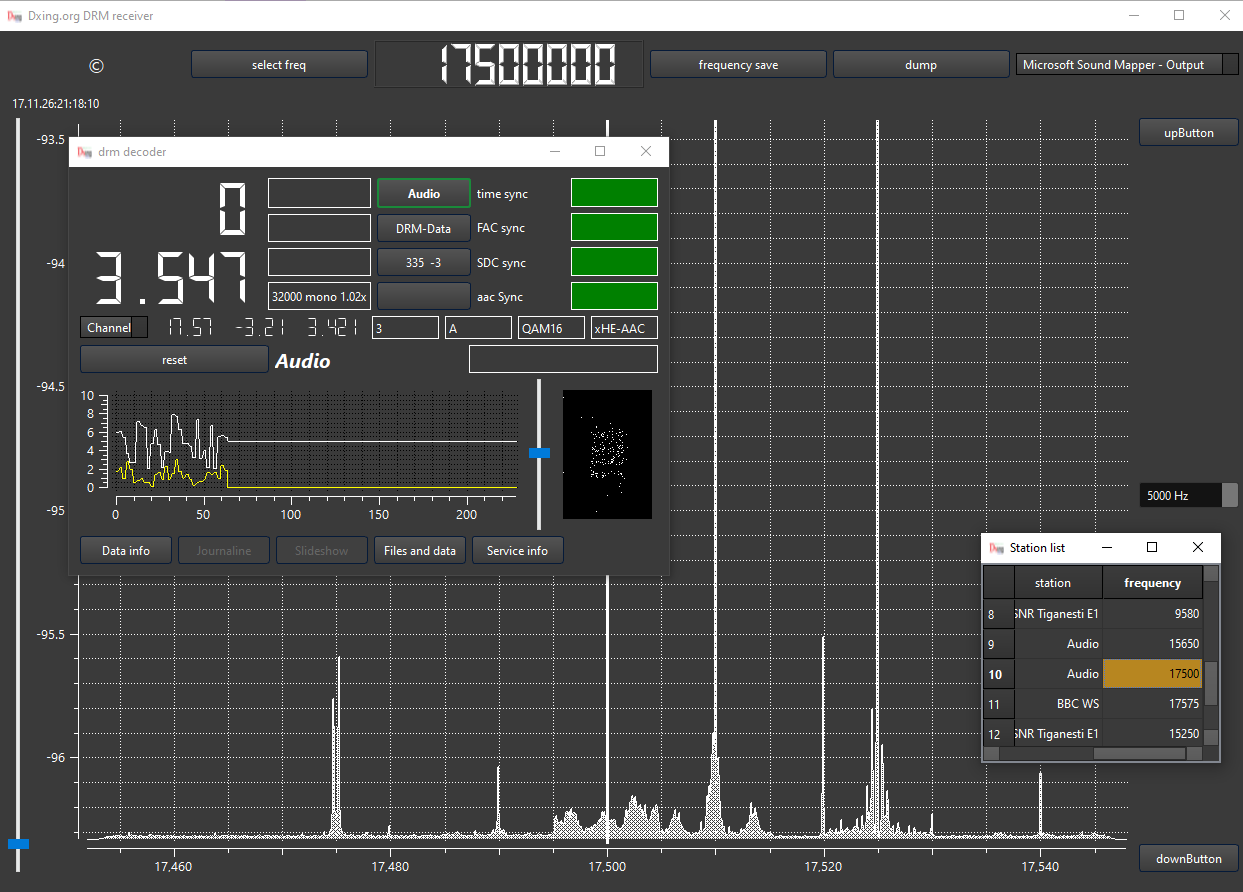 Dxing.org DRM receiver
©
select freq
17500000
frequency save
dump
Microsoft Sound Mapper - Output
17.11.26:21:18:10
-93.5
-94
-94.5
-95
-95.5
-96
17,460
17,480
17,500
17,520
17,540
upButton
5000 Hz
downButton
drm decoder
0
Audio
time sync
DRM-Data
FAC sync
3.547
335 -3
SDC sync
32000 mono 1.02x
aac Sync
Channel
17.57
-3.21
3.421
3
A
QAM16
xHE-AAC
reset
Audio
10
8
6
4
2
0
0
50
100
150
200
Data info
Journaline
Slideshow
Files and data
Service info
Station list
station frequency
8 SNR Tiganesti E1 9580
9 Audio 15650
10 Audio 17500
11 BBC WS 17575
12 SNR Tiganesti E1 15250